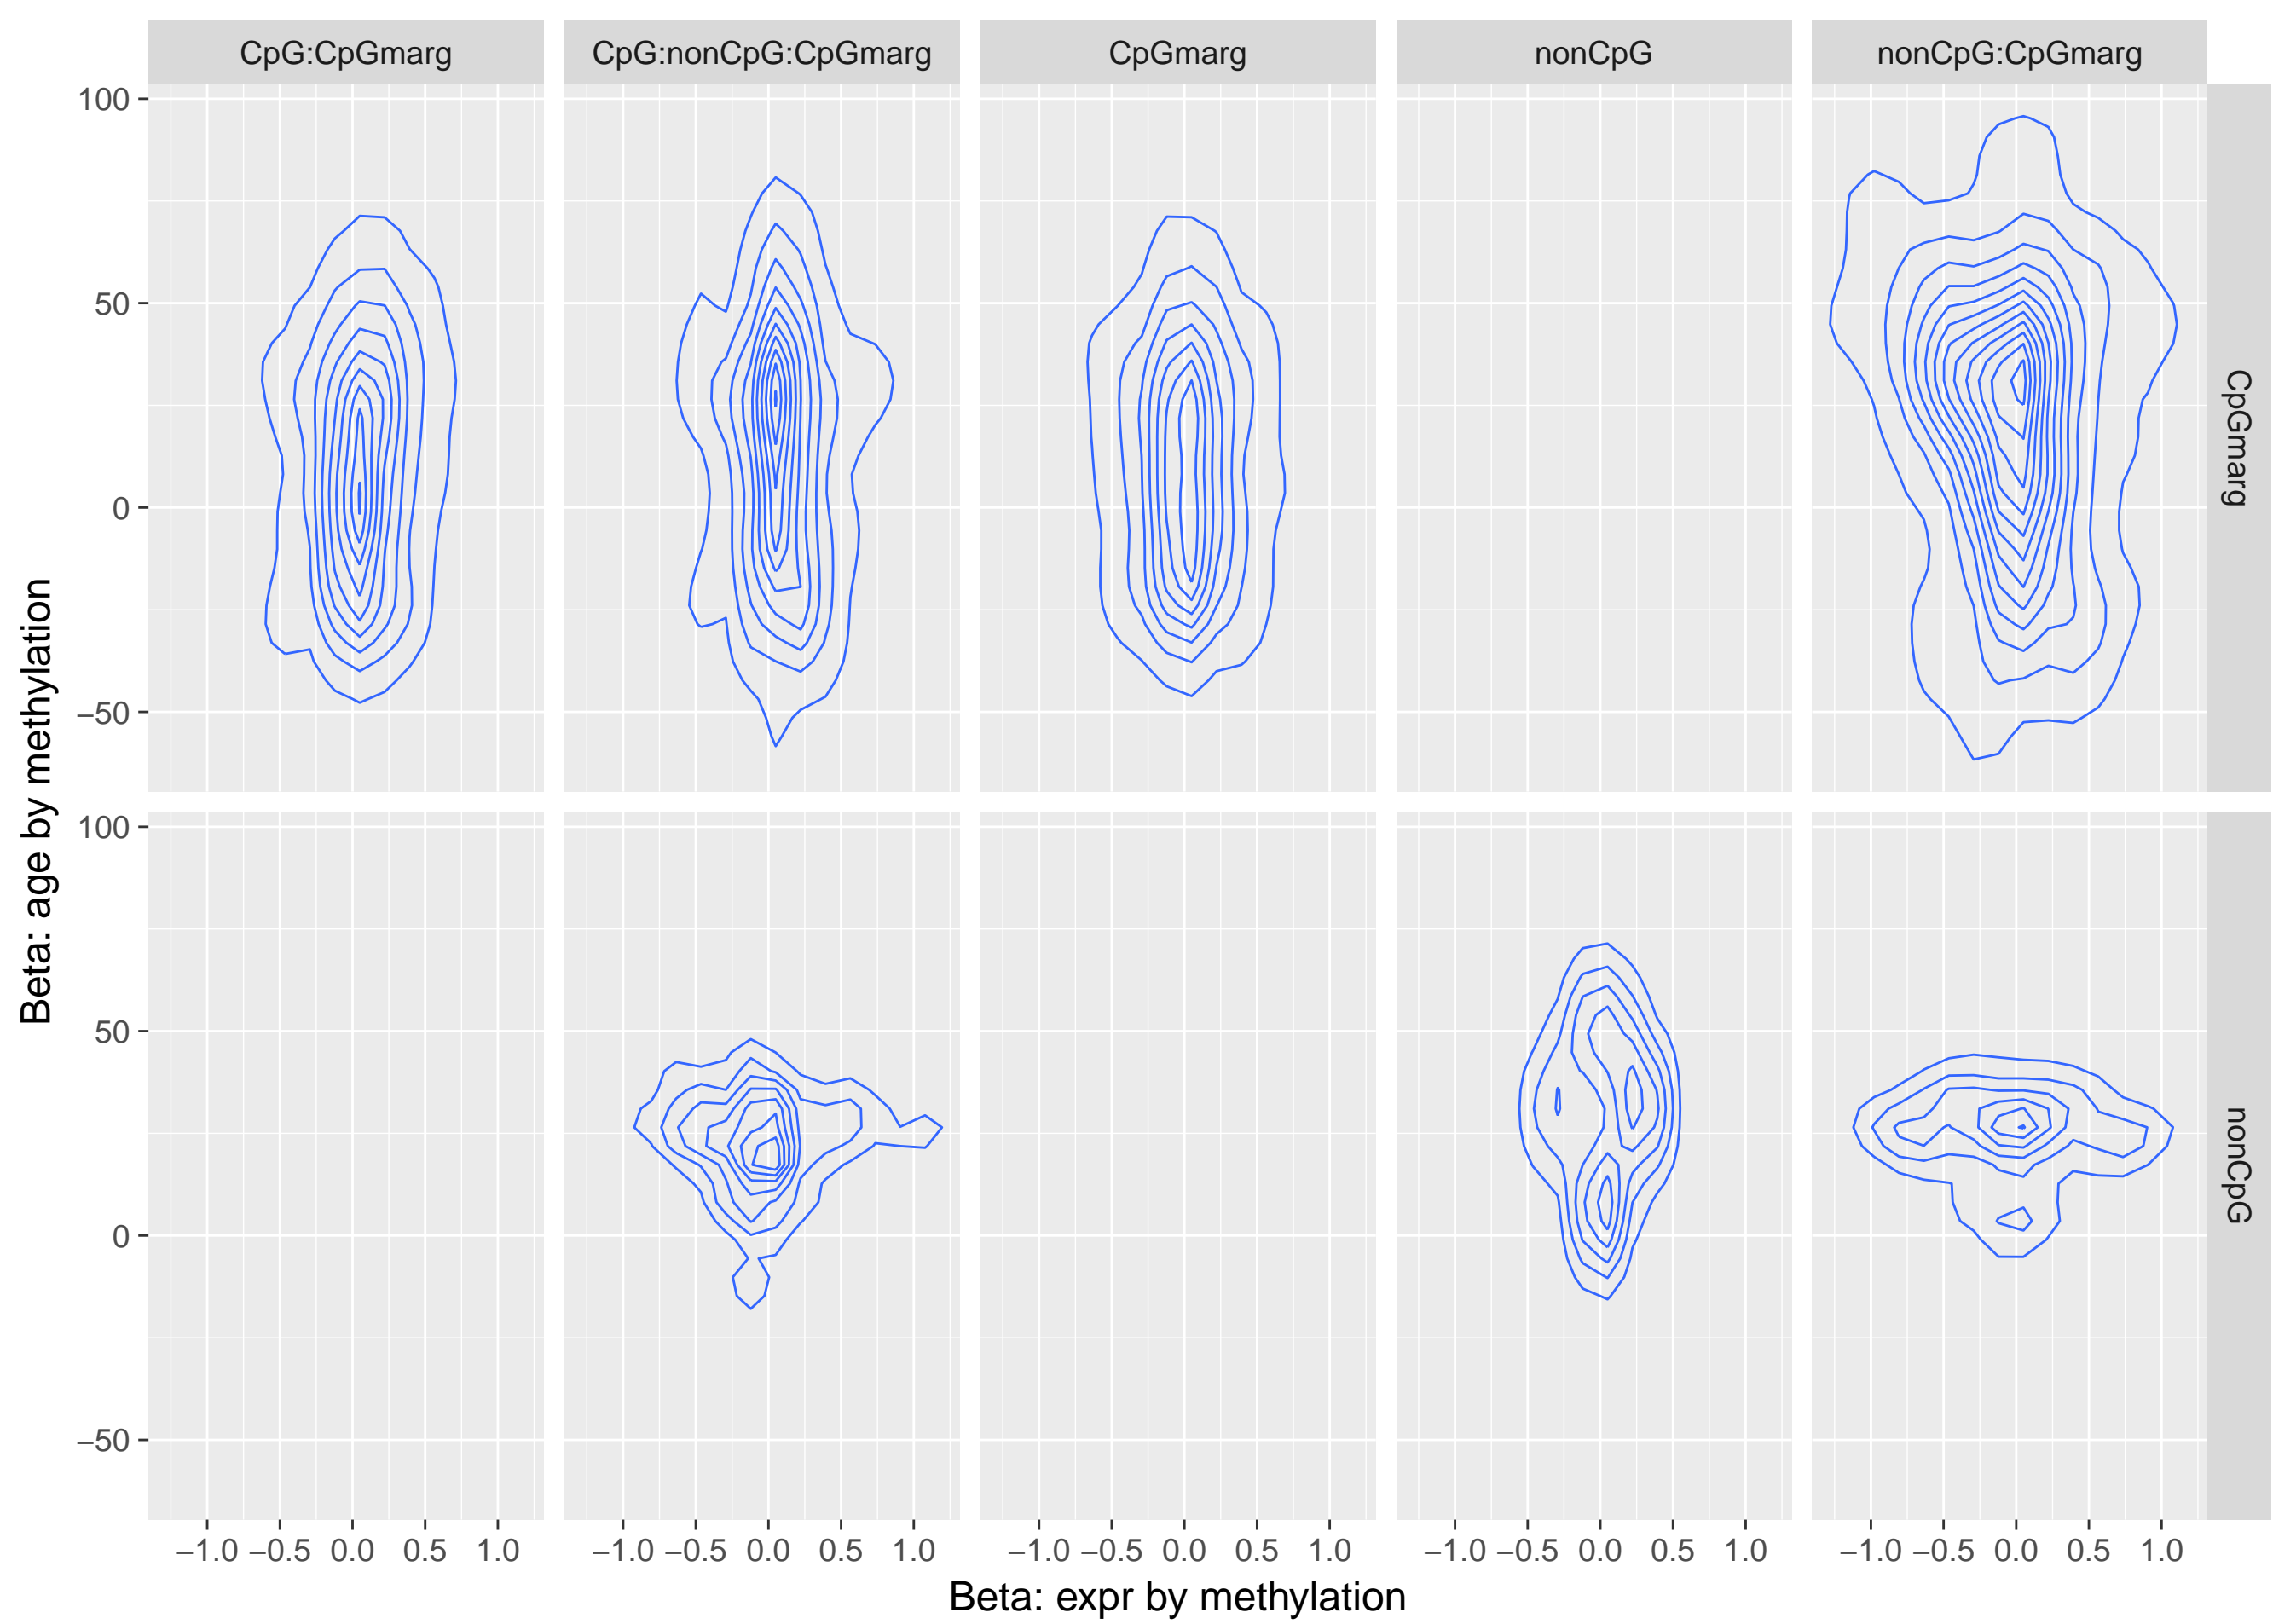 CpG:CpGmarg CpG:nonCpG:CpGmarg CpGmarg nonCpG nonCpG:CpGmarg
100
50
0
−50
CpGmarg
100
50
0
−50
nonCpG
Beta: age by methylation
−1.0 −0.5 0.0 0.5 1.0 −1.0 −0.5 0.0 0.5 1.0 −1.0 −0.5 0.0 0.5 1.0 −1.0 −0.5 0.0 0.5 1.0 −1.0 −0.5 0.0 0.5 1.0
Beta: expr by methylation